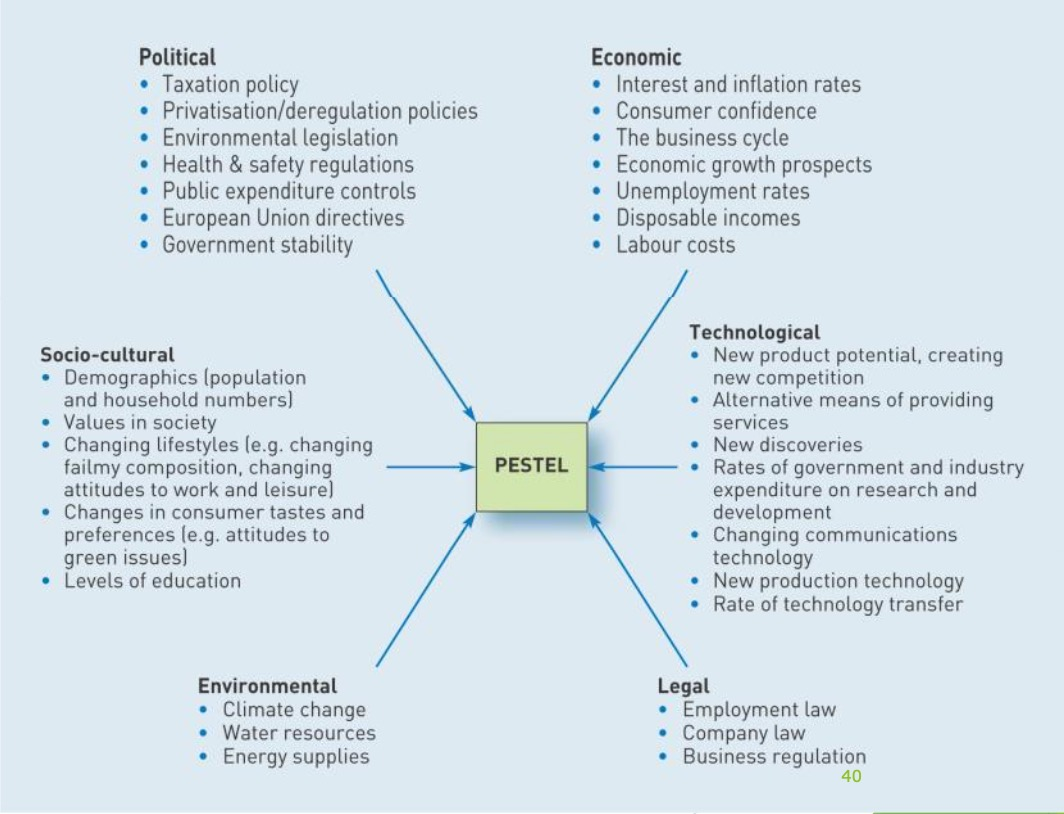 Political
• Taxation policy
• Privatisation/deregulation policies
• Environmental legislation
• Health & safety regulations
• Public expenditure controls
• European Union directives
• Government stability
Economic
• Interest and inflation rates
• Consumer confidence
• The business cycle
• Economic growth prospects
• Unemployment rates
• Disposable incomes
• Labour costs
Socio-cultural
• Demographics (population
and household numbers)
• Values in society
• Changing lifestyles (e.g. changing
failmy composition, changing
attitudes to work and leisure)
• Changes in consumer tastes and
preferences (e.g. attitudes to
green issues)
• Levels of education
PESTEL
Technological
• New product potential, creating
new competition
• Alternative means of providing
services
• New discoveries
• Rates of government and industry
expenditure on research and
development
• Changing communications
technology
• New production technology
• Rate of technology transfer
Environmental
• Climate change
• Water resources
• Energy supplies
Legal
• Employment law
• Company law
• Business regulation
40